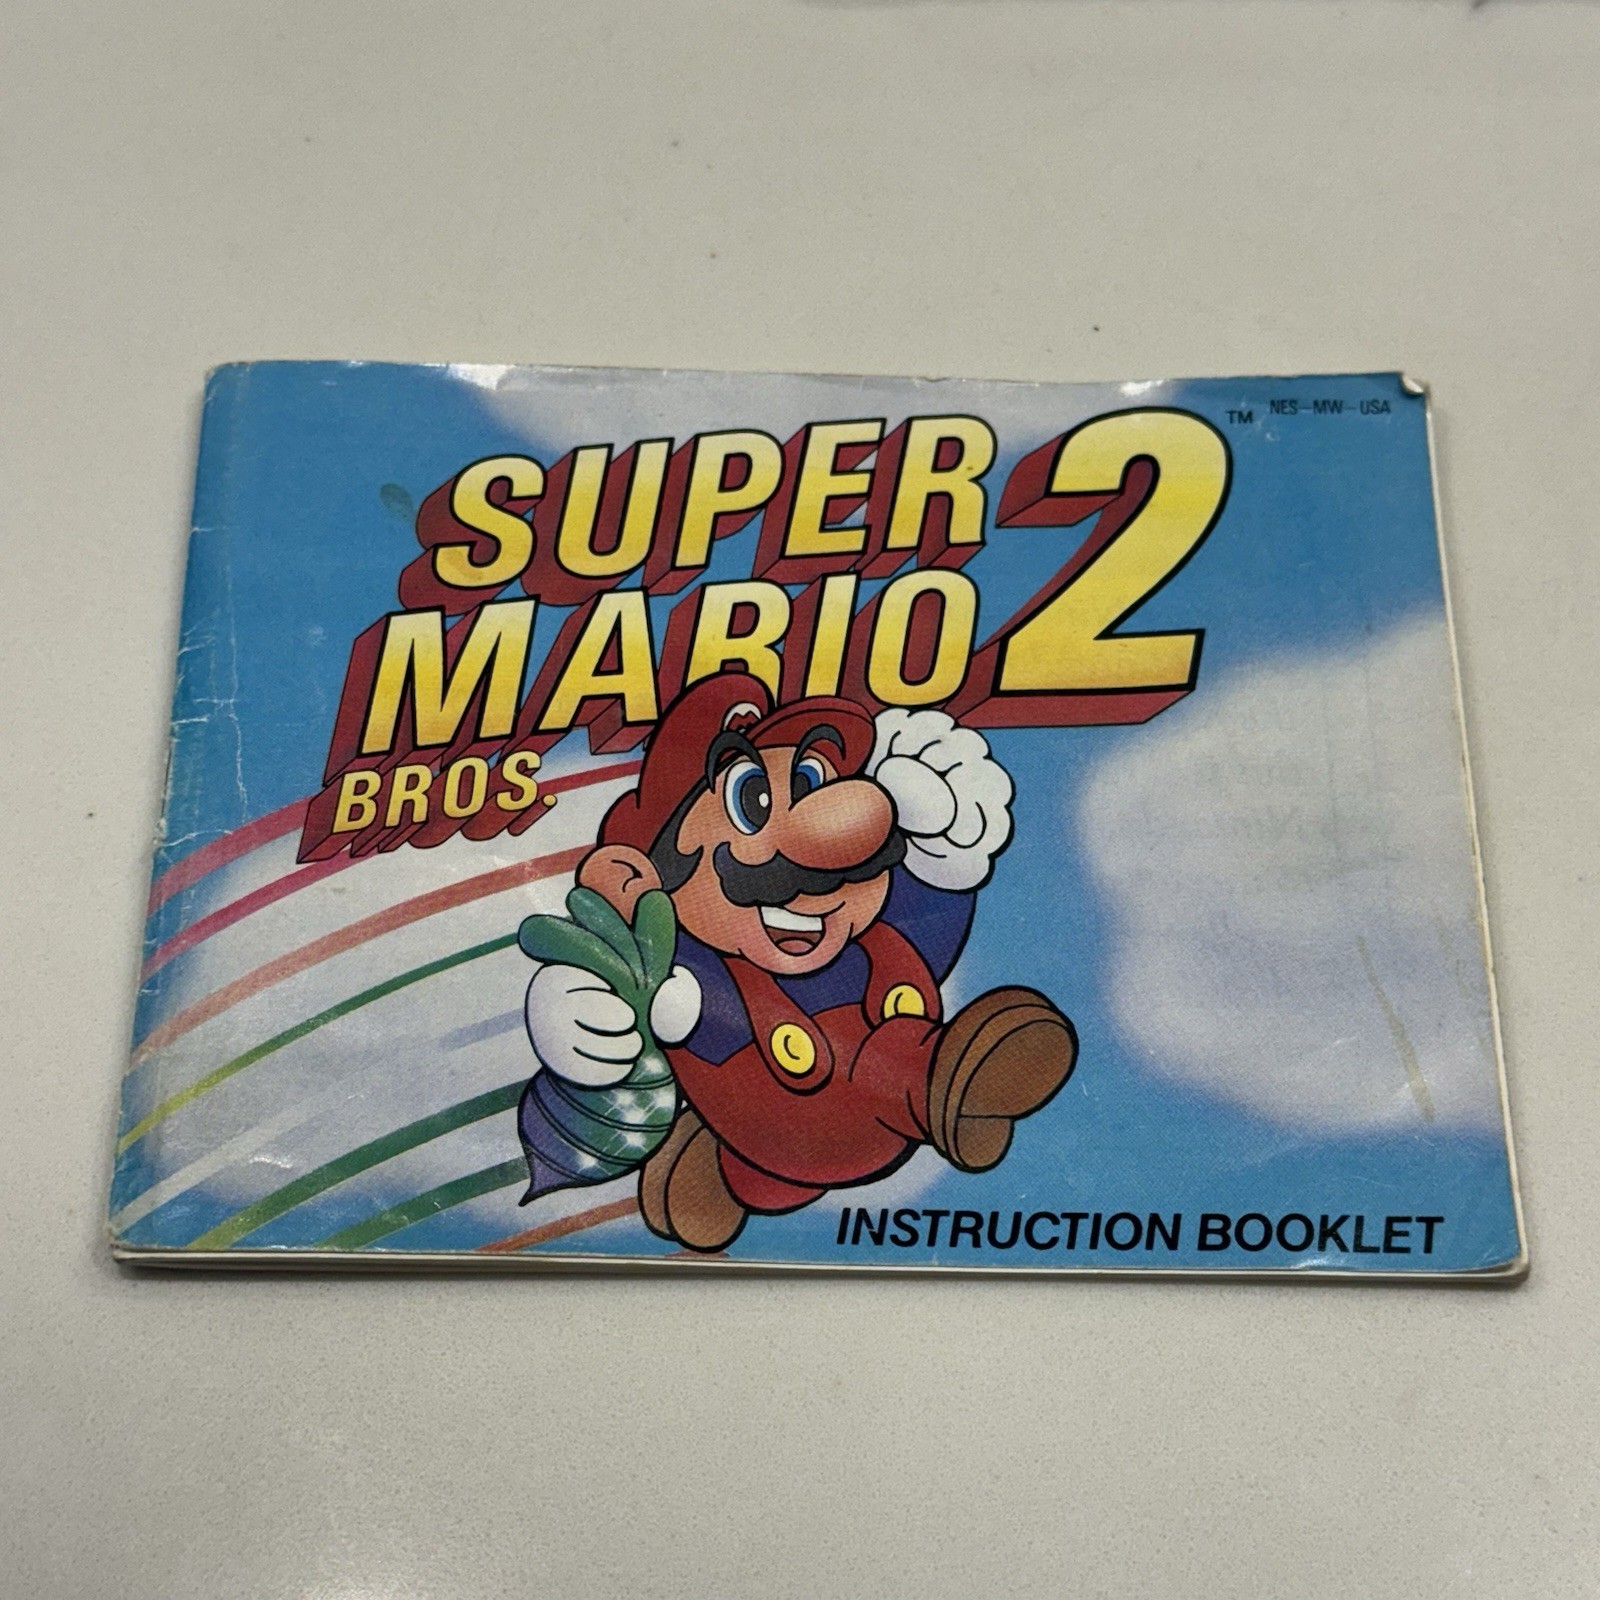 NES-MW-USA
SUPER
MARIO 2 ™
BROS.
M
INSTRUCTION BOOKLET